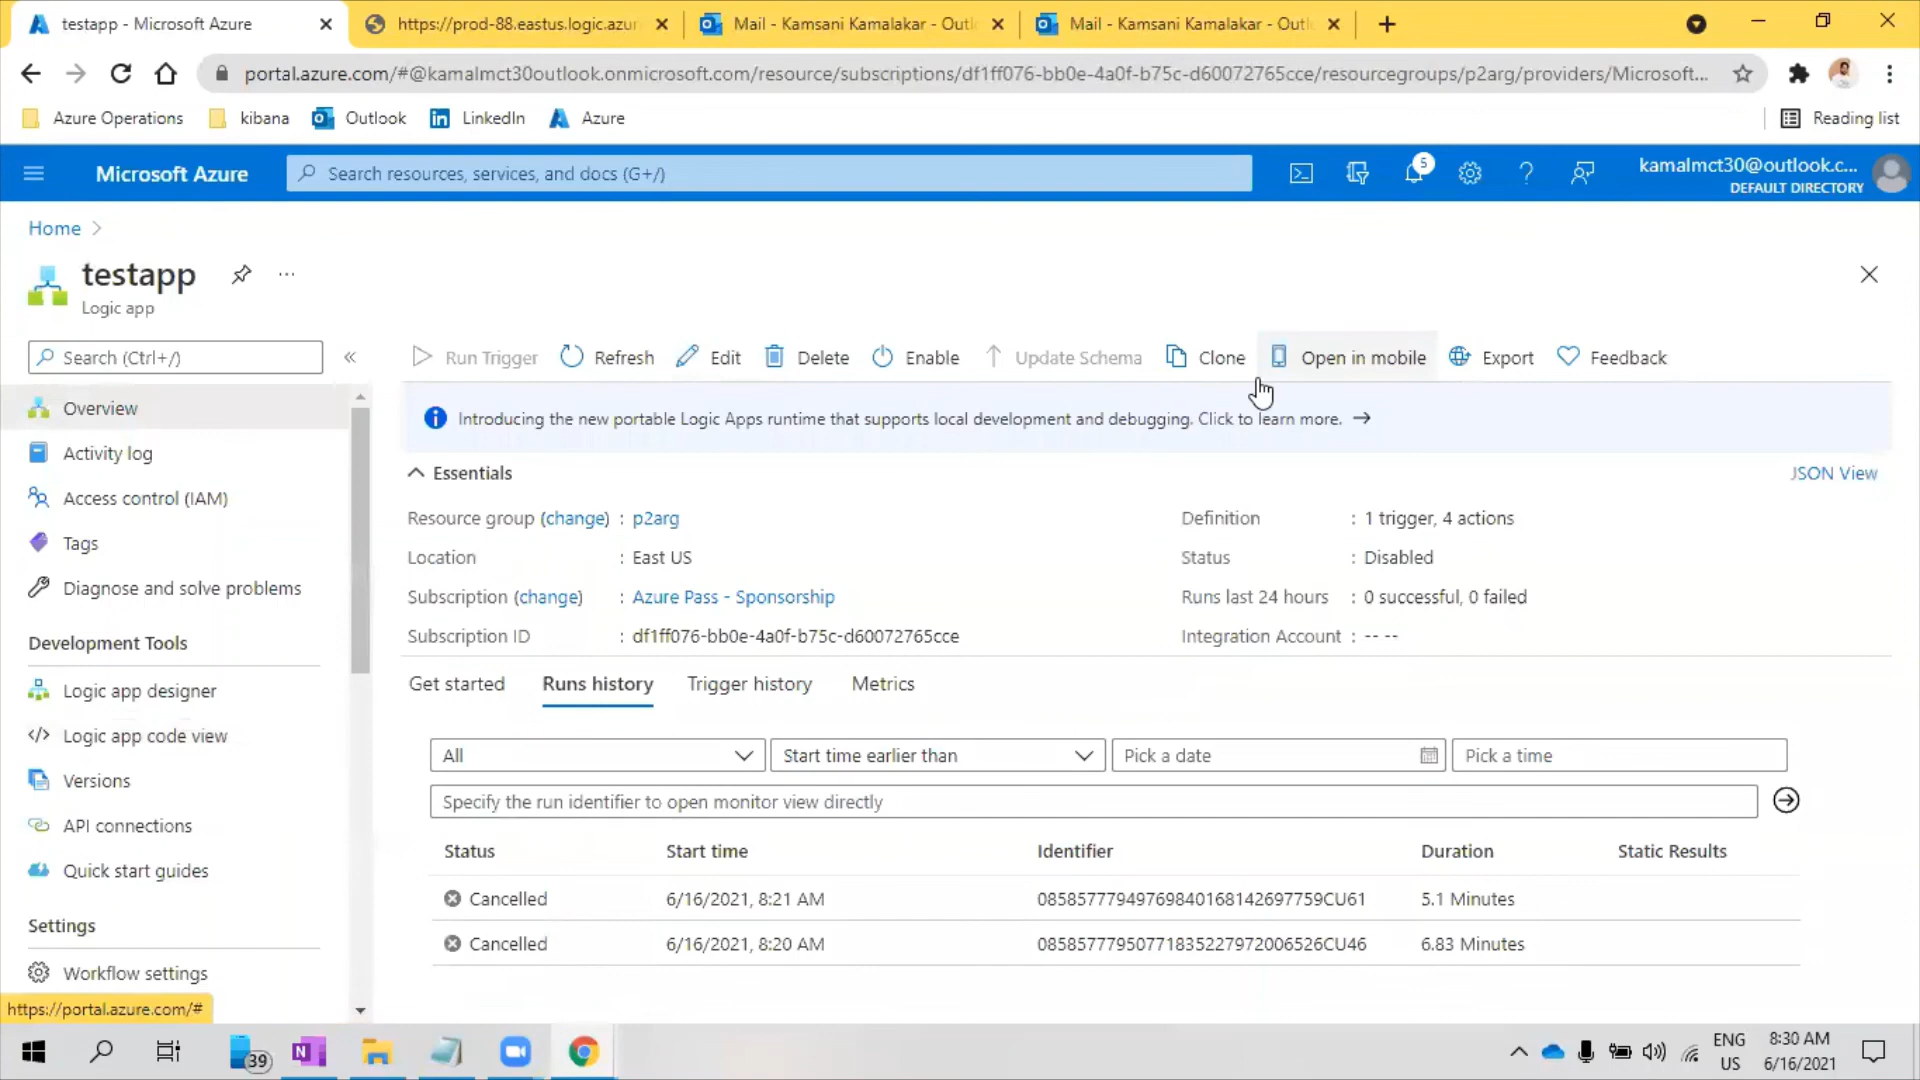 testapp - Microsoft Azure
https://prod-88.eastus.logic.azur
Mail - Kamsani Kamalakar - Outl
Mail - Kamsani Kamalakar - Outl
portal.azure.com/#@kamalmct30outlook.onmicrosoft.com/resource/subscriptions/df1ff076-bb0e-4a0f-b75c-d60072765cce/resourcegroups/p2arg/providers/Microsoft...
Azure Operations
kibana
Outlook
LinkedIn
Azure
Reading list
Microsoft Azure
Search resources, services, and docs (G+/)
5
kamalmct30@outlook.c...
DEFAULT DIRECTORY
Home
testapp
Logic app
Search (Ctrl+/)
Run Trigger
Refresh
Edit
Delete
Enable
Update Schema
Clone
Open in mobile
Export
Feedback
Overview
Activity log
Access control (IAM)
Tags
Diagnose and solve problems
Development Tools
Logic app designer
Logic app code view
Versions
API connections
Quick start guides
Settings
Workflow settings
Introducing the new portable Logic Apps runtime that supports local development and debugging. Click to learn more. →
Essentials
JSON View
Resource group (change) : p2arg
Location : East US
Subscription (change) : Azure Pass - Sponsorship
Subscription ID : df1ff076-bb0e-4a0f-b75c-d60072765cce
Definition : 1 trigger, 4 actions
Status : Disabled
Runs last 24 hours : 0 successful, 0 failed
Integration Account : -- --
Get started
Runs history
Trigger history
Metrics
All
Start time earlier than
Pick a date
Pick a time
Specify the run identifier to open monitor view directly
Status Start time Identifier Duration Static Results
Cancelled 6/16/2021, 8:21 AM 08585777949769840168142697759CU61 5.1 Minutes
Cancelled 6/16/2021, 8:20 AM 08585777950771835227972006526CU46 6.83 Minutes
https://portal.azure.com/#
39
ENG
US
8:30 AM
6/16/2021